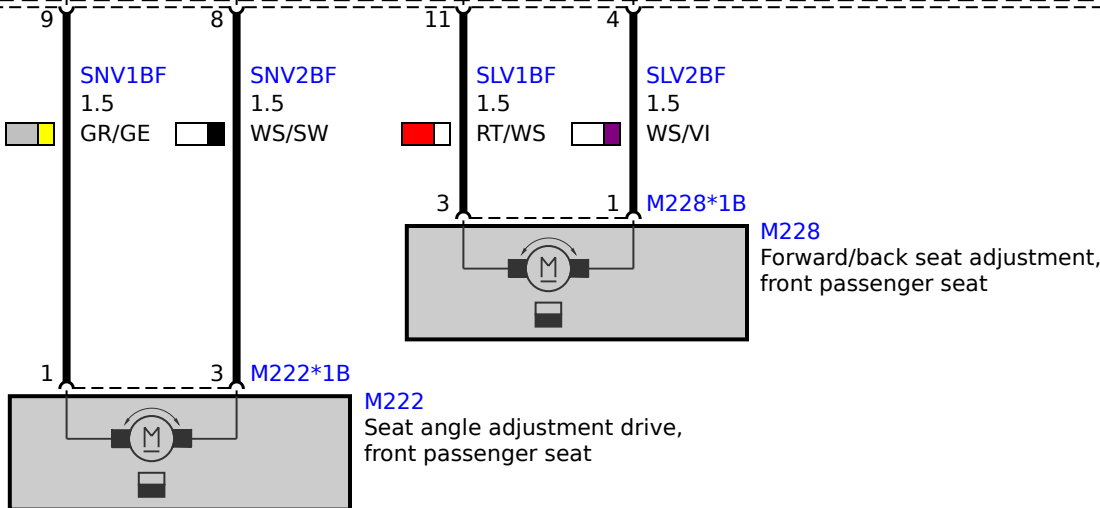 9
8
11
4
SNV1BF
1.5
GR/GE
SNV2BF
1.5
WS/SW
SLV1BF
1.5
RT/WS
SLV2BF
1.5
WS/VI
3
1
M228*1B
M228
Forward/back seat adjustment,
front passenger seat
M
1
3
M222*1B
M222
Seat angle adjustment drive,
front passenger seat
M